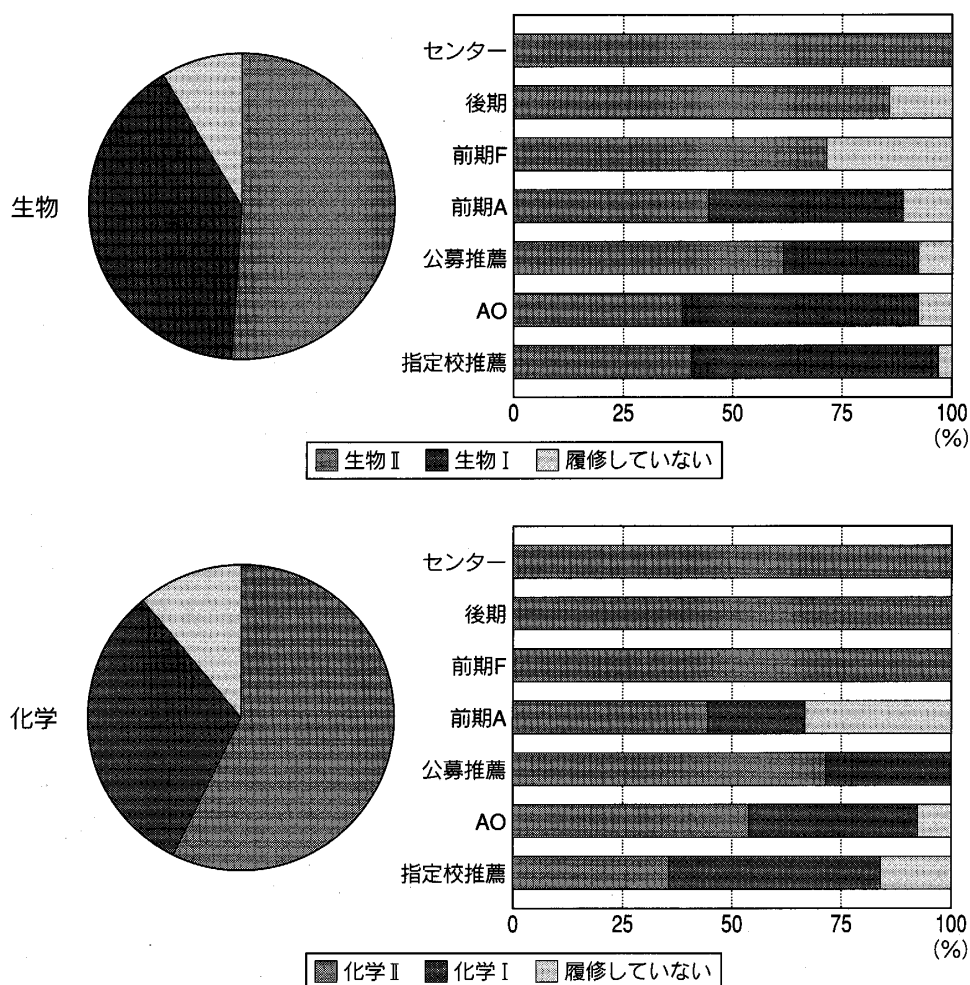 生物
センター
後期
前期F
前期A
公募推薦
AO
指定校推薦
0 25 50 75 100
(%)
生物Ⅱ 生物Ⅰ 履修していない
化学
センター
後期
前期F
前期A
公募推薦
AO
指定校推薦
0 25 50 75 100
(%)
化学Ⅱ 化学Ⅰ 履修していない